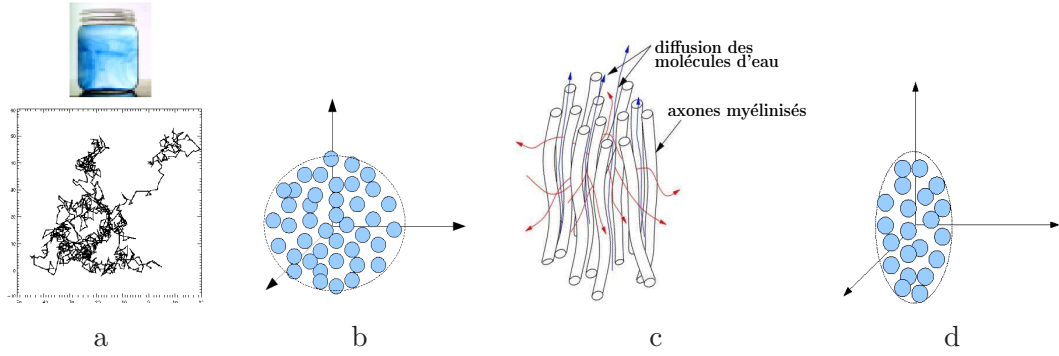 diffusion des
molécules d'eau
axones myélinisés
a
b
c
d